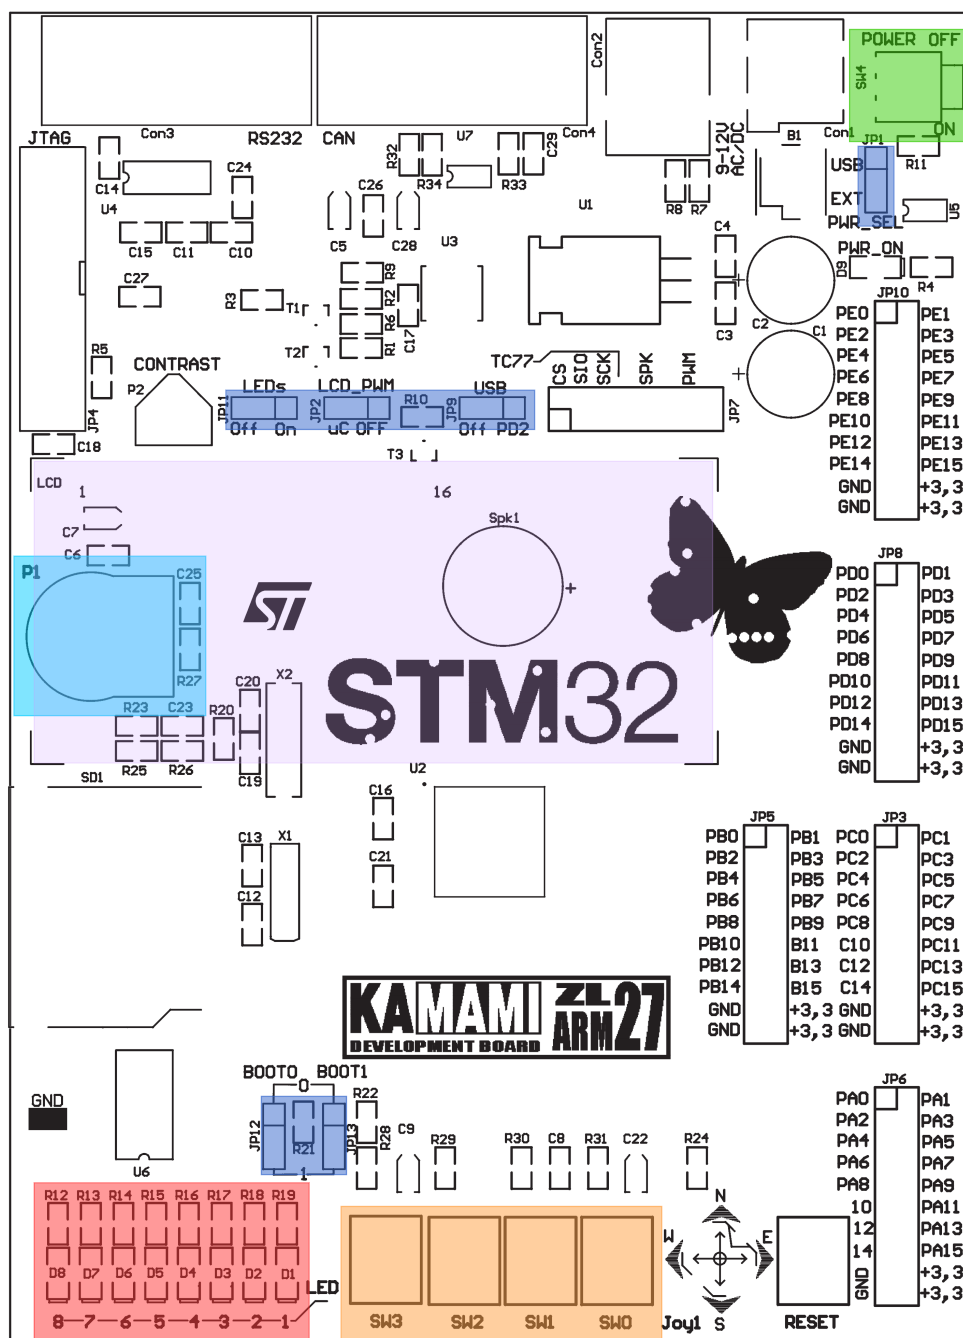 POWER OFF
SW4
ON
Con3
RS232
CAN
U7
Con4
Con2
9-12V
AC/DC
B1
Con1
JP1
USB
EXT
PWR_SEL
R11
U5
JTAG
C14
U4
C24
C15
C11
C10
C27
R3
R32
R34
R33
C29
C26
C5
C28
U3
U1
R8
R7
C4
C3
C2
C1
PWR_ON
D9
R4
T1
T2
R9
R2
R6
R1
C17
R5
CONTRAST
P2
JP4
C18
LEDs
JP11
Off On
LCD_PWM
JP2
uC OFF
R10
USB
JP9
Off PD2
T3
TC77
CS
SIO
SCK
SPK
PWM
JP7
JP10
PE0 PE1
PE2 PE3
PE4 PE5
PE6 PE7
PE8 PE9
PE10 PE11
PE12 PE13
PE14 PE15
GND +3,3
GND +3,3
LCD
1
16
C7
C6
Spk1
+
P1
C25
R27
ST
STM32
R23
C23
R20
C20
X2
R25
R26
C19
SD1
U2
JP8
PD0 PD1
PD2 PD3
PD4 PD5
PD6 PD7
PD8 PD9
PD10 PD11
PD12 PD13
PD14 PD15
GND +3,3
GND +3,3
C16
C13
X1
C21
C12
JP5
PB0 PB1
PB2 PB3
PB4 PB5
PB6 PB7
PB8 PB9
PB10 B11
PB12 B13
PB14 B15
GND +3,3
GND +3,3
JP3
PC0 PC1
PC2 PC3
PC4 PC5
PC6 PC7
PC8 PC9
C10 PC11
C12 PC13
C14 PC15
GND +3,3
GND +3,3
KAMAMI
DEVELOPMENT BOARD
ZL
ARM27
GND
U6
BOOT0 0 BOOT1
JP12
R21
JP13
1
R22
R28
C9
R29
R30
C8
R31
C22
R24
JP6
PA0 PA1
PA2 PA3
PA4 PA5
PA6 PA7
PA8 PA9
10 PA11
12 PA13
14 PA15
GND +3,3
+3,3
R12 R13 R14 R15 R16 R17 R18 R19
D8 D7 D6 D5 D4 D3 D2 D1
LED
8 7 6 5 4 3 2 1
SW3 SW2 SW1 SW0
N
W
E
S
Joy1
RESET